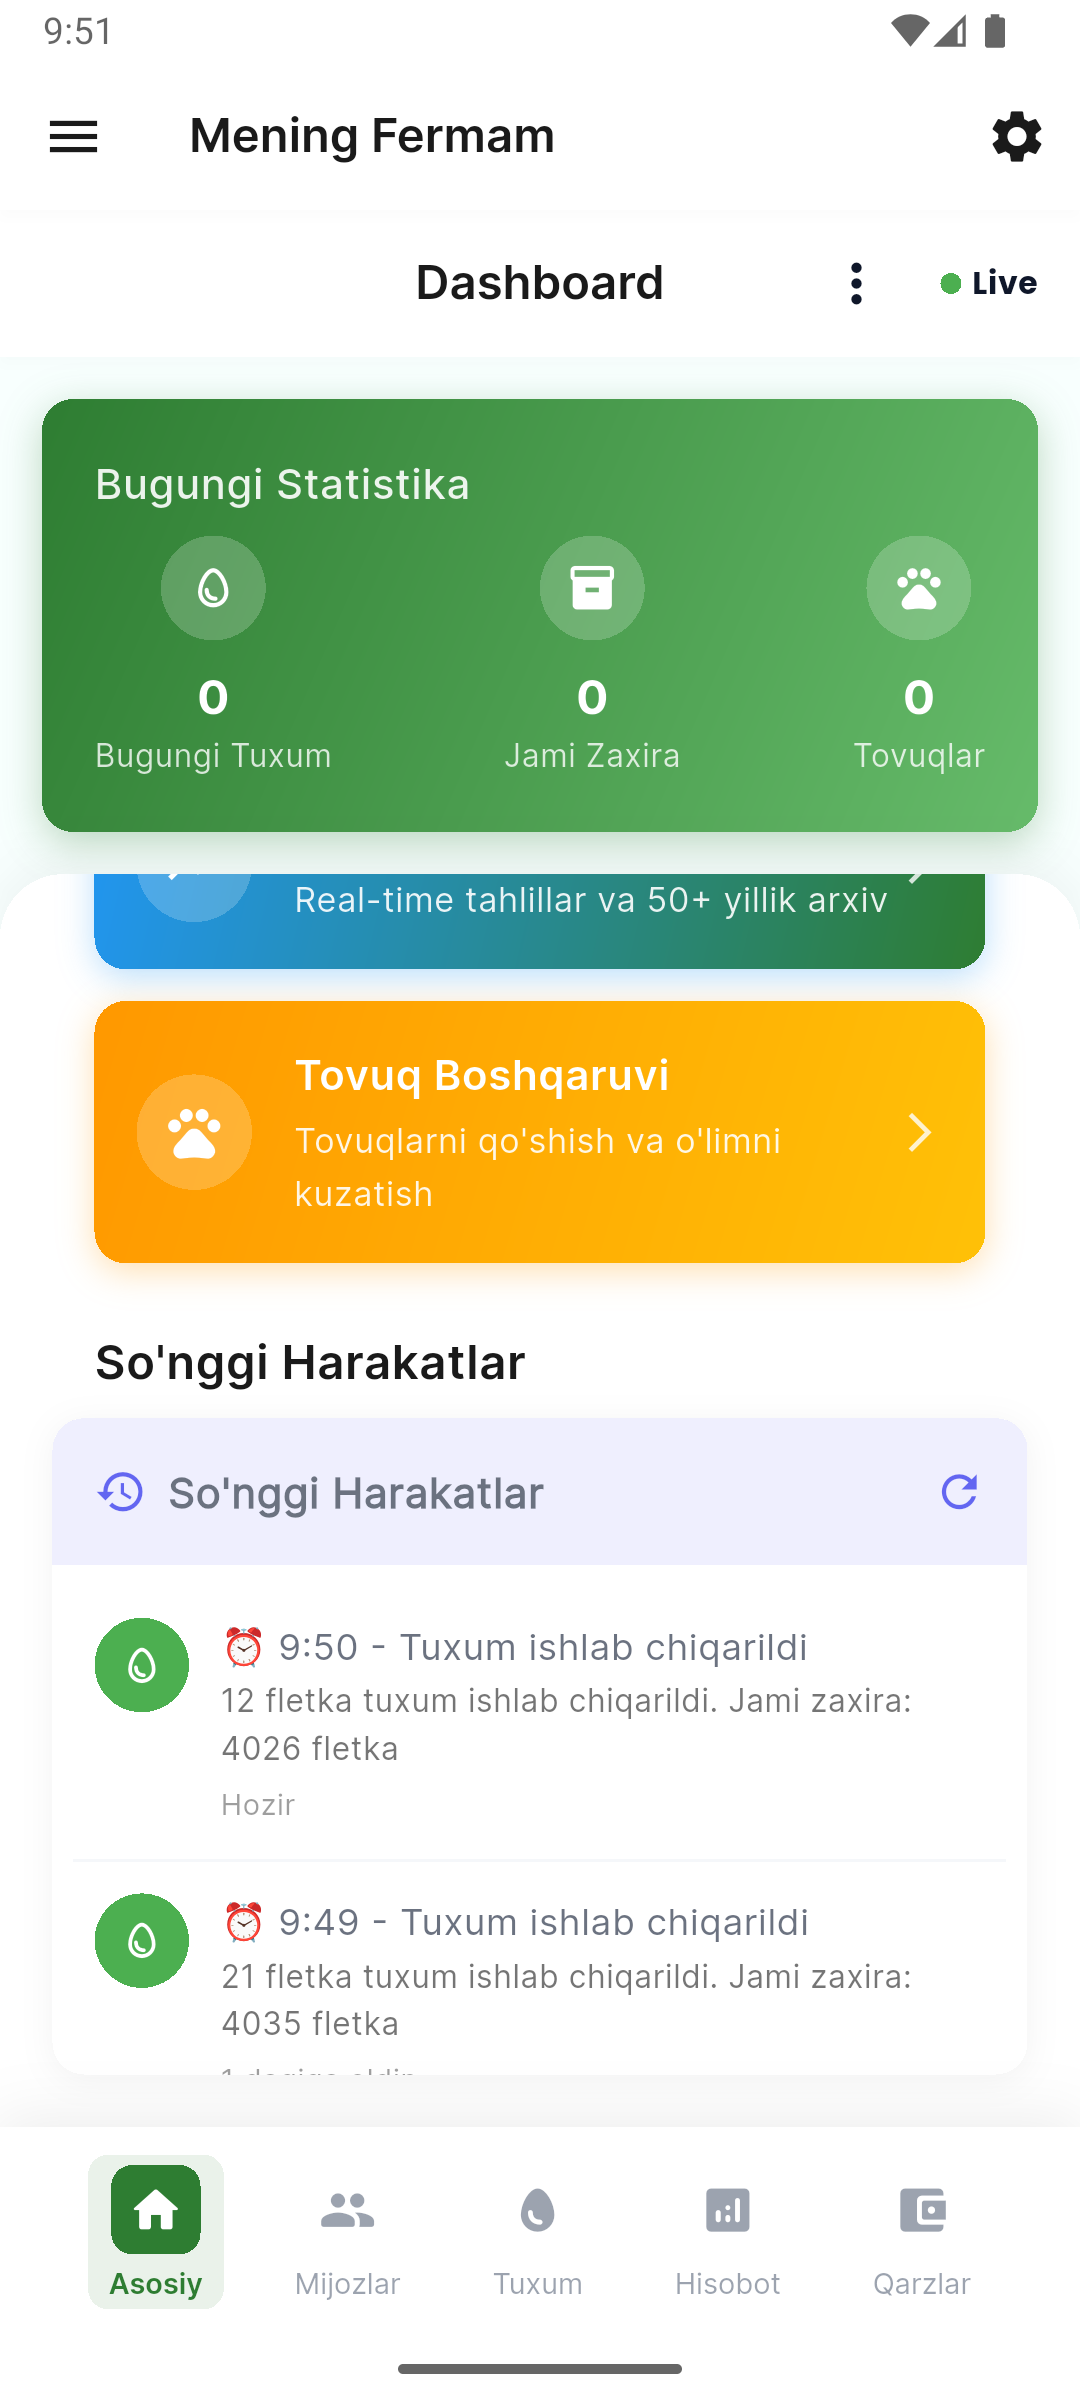 9:51
Mening Fermam
Dashboard
Live
Bugungi Statistika
0
0
0
Bugungi Tuxum
Jami Zaxira
Tovuqlar
Real-time tahlillar va 50+ yillik arxiv
Tovuq Boshqaruvi
Tovuqlarni qo'shish va o'limni
kuzatish
So'nggi Harakatlar
So'nggi Harakatlar
⏰ 9:50 - Tuxum ishlab chiqarildi
12 fletka tuxum ishlab chiqarildi. Jami zaxira:
4026 fletka
Hozir
⏰ 9:49 - Tuxum ishlab chiqarildi
21 fletka tuxum ishlab chiqarildi. Jami zaxira:
4035 fletka
Asosiy
Mijozlar
Tuxum
Hisobot
Qarzlar